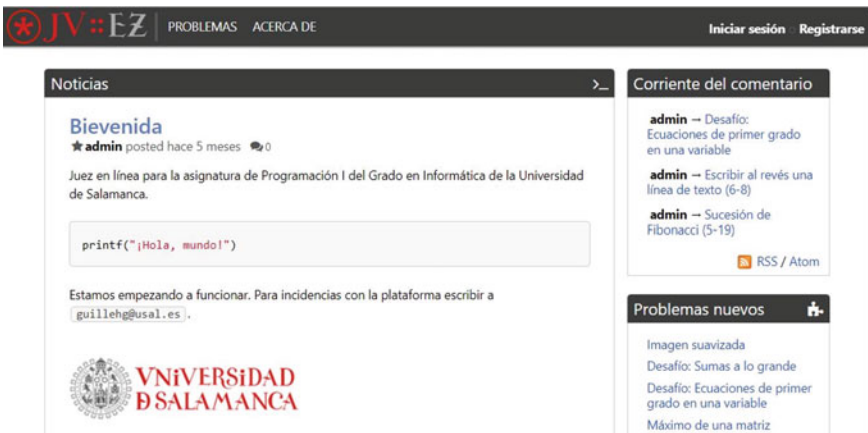 JV::EZ PROBLEMAS ACERCA DE Iniciar sesión Registrarse
Noticias
Bievenida
admin posted hace 5 meses 0
Juez en línea para la asignatura de Programación I del Grado en Informática de la Universidad
de Salamanca.
printf("¡Hola, mundo!")
Estamos empezando a funcionar. Para incidencias con la plataforma escribir a
guillehg@usal.es .
VNiVERSiDAD
D SALAMANCA
Corriente del comentario
admin → Desafío:
Ecuaciones de primer grado
en una variable
admin → Escribir al revés una
línea de texto (6-8)
admin → Sucesión de
Fibonacci (5-19)
RSS / Atom
Problemas nuevos
Imagen suavizada
Desafío: Sumas a lo grande
Desafío: Ecuaciones de primer
grado en una variable
Máximo de una matriz